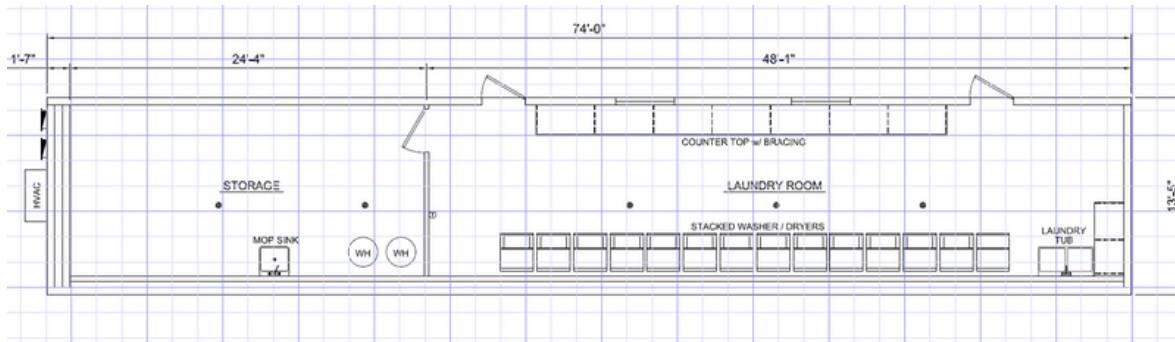 74'-0"
1'-7"
24'-4"
48'-1"
COUNTER TOP w/ BRACING
HVAC
STORAGE
LAUNDRY ROOM
13'-6"
STACKED WASHER / DRYERS
MOP SINK
LAUNDRY
TUB
WH
WH